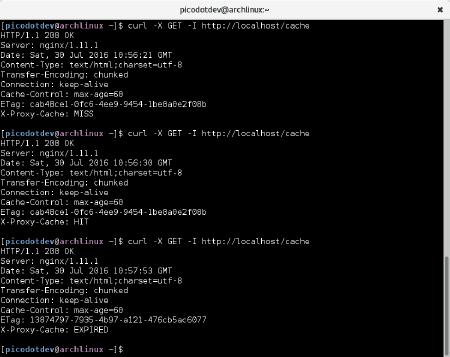 picodotdev@archlinux:~
[picodotdev@archlinux ~]$ curl -X GET -I http://localhost/cache
HTTP/1.1 200 OK
Server: nginx/1.11.1
Date: Sat, 30 Jul 2016 10:56:21 GMT
Content-Type: text/html;charset=utf-8
Transfer-Encoding: chunked
Connection: keep-alive
Cache-Control: max-age=60
ETag: cab48ce1-0fc6-4ee9-9454-1be8a0e2f08b
X-Proxy-Cache: MISS
[picodotdev@archlinux ~]$ curl -X GET -I http://localhost/cache
HTTP/1.1 200 OK
Server: nginx/1.11.1
Date: Sat, 30 Jul 2016 10:56:30 GMT
Content-Type: text/html;charset=utf-8
Transfer-Encoding: chunked
Connection: keep-alive
Cache-Control: max-age=60
ETag: cab48ce1-0fc6-4ee9-9454-1be8a0e2f08b
X-Proxy-Cache: HIT
[picodotdev@archlinux ~]$ curl -X GET -I http://localhost/cache
HTTP/1.1 200 OK
Server: nginx/1.11.1
Date: Sat, 30 Jul 2016 10:57:53 GMT
Content-Type: text/html;charset=utf-8
Transfer-Encoding: chunked
Connection: keep-alive
Cache-Control: max-age=60
ETag: 13874797-7935-4b97-a121-476cb5ac6077
X-Proxy-Cache: EXPIRED
[picodotdev@archlinux ~]$